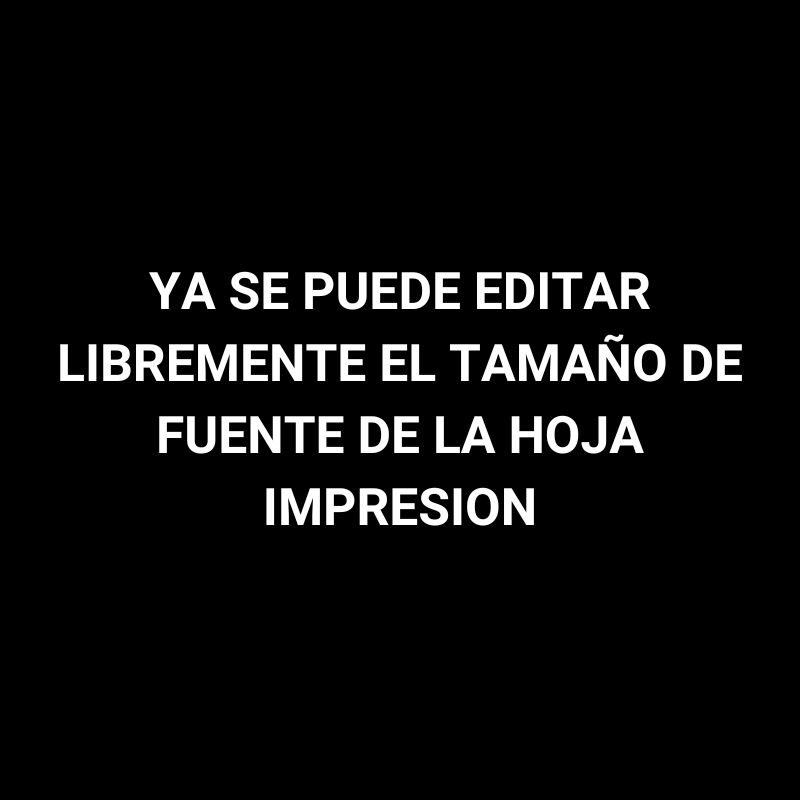 YA SE PUEDE EDITAR
LIBREMENTE EL TAMAÑO DE
FUENTE DE LA HOJA
IMPRESION